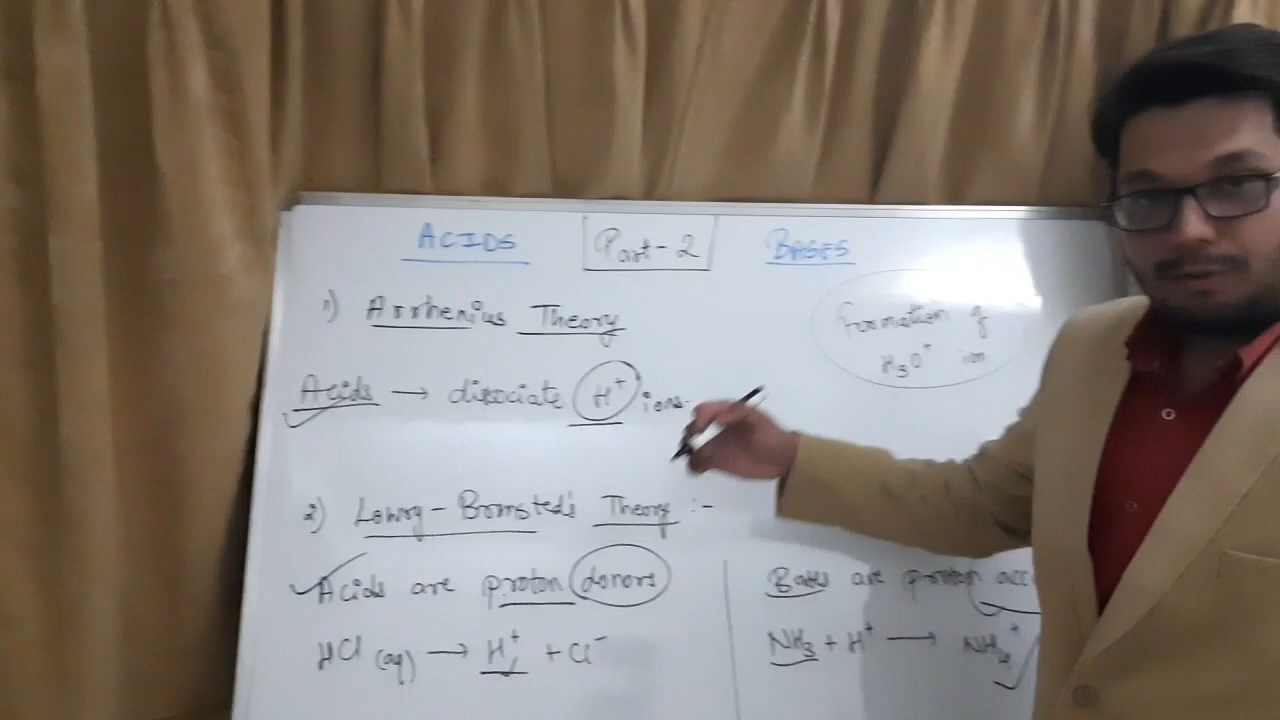 ACIDS Part-2 BASES
1) Arrhenius Theory
Formation of
H₃O⁺ ion
Acids → dissociate H⁺ ions.
2) Lowry-Bronsted's Theory :-
Acids are proton donors
HCl (aq) → H⁺ + Cl⁻
Bases are proton acc
NH₃ + H⁺ → NH₄⁺